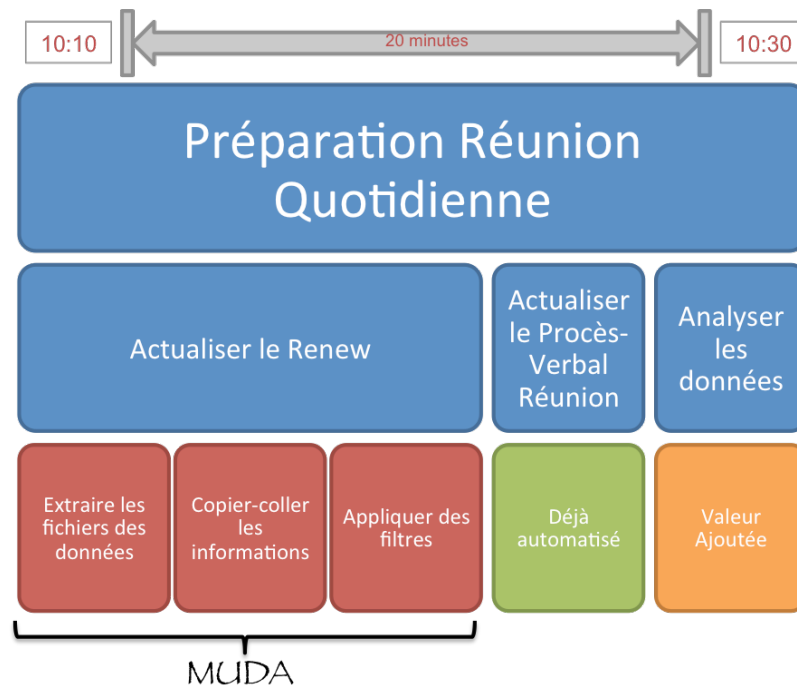 10:10
20 minutes
10:30
Préparation Réunion
Quotidienne
Actualiser le Renew
Actualiser
le Procès-
Verbal
Réunion
Analyser
les
données
Extraire les
fichiers des
données
Copier-coller
les
informations
Appliquer des
filtres
Déjà
automatisé
Valeur
Ajoutée
MUDA